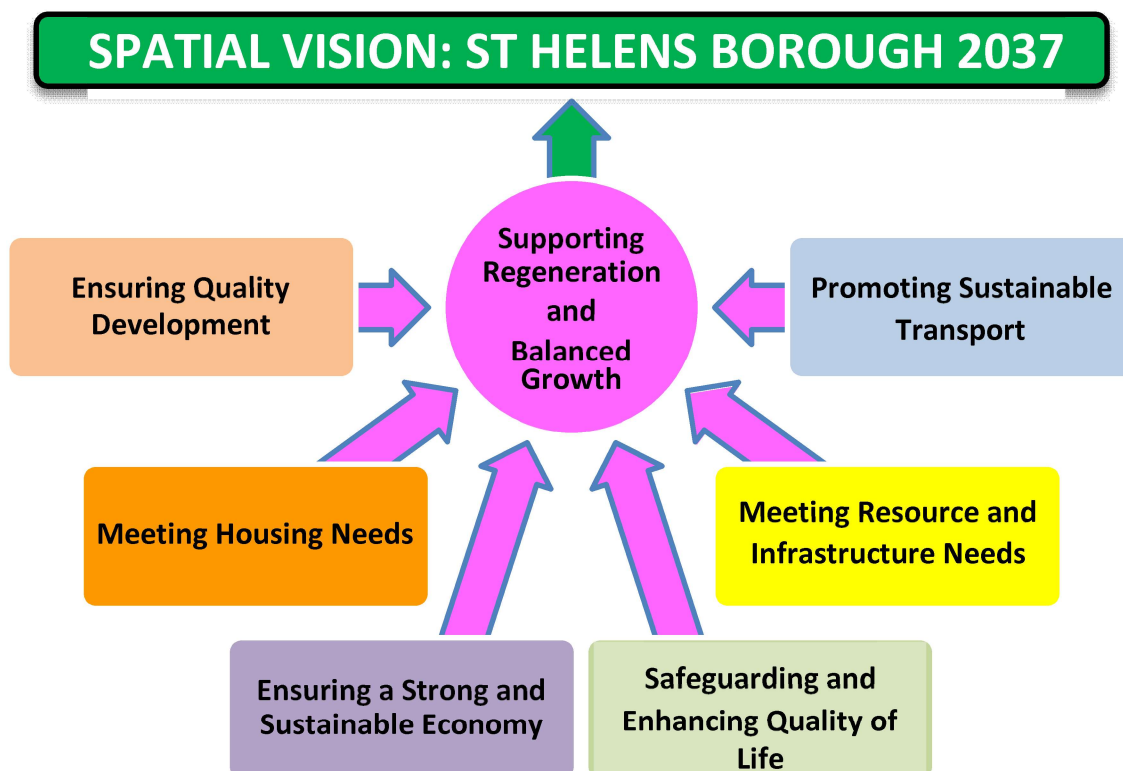 SPATIAL VISION: ST HELENS BOROUGH 2037
Supporting
Regeneration
and
Balanced
Growth
Ensuring Quality
Development
Promoting Sustainable
Transport
Meeting Housing Needs
Meeting Resource and
Infrastructure Needs
Ensuring a Strong and
Sustainable Economy
Safeguarding and
Enhancing Quality of
Life